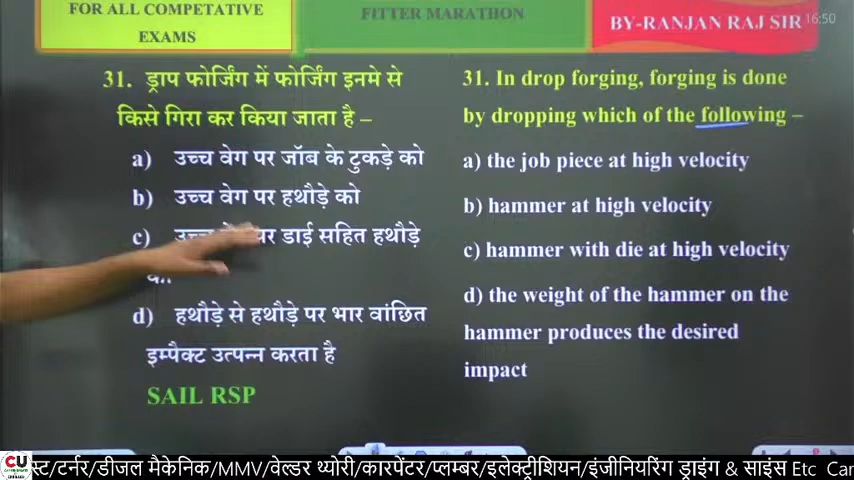 FOR ALL COMPETATIVE
EXAMS
FITTER MARATHON
BY-RANJAN RAJ SIR
16:50
31. ड्राप फोर्जिंग में फोर्जिंग इनमे से
किसे गिरा कर किया जाता है –
a) उच्च वेग पर जॉब के टुकड़े को
b) उच्च वेग पर हथौड़े को
c) उच्च पर डाई सहित हथौड़े
d) हथौड़े से हथौड़े पर भार वांछित
इम्पैक्ट उत्पन्न करता है
SAIL RSP
31. In drop forging, forging is done
by dropping which of the following –
a) the job piece at high velocity
b) hammer at high velocity
c) hammer with die at high velocity
d) the weight of the hammer on the
hammer produces the desired
impact
CU
स्ट/टर्नर/डीजल मैकेनिक/MMV/वेल्डर थ्योरी/कारपेंटर/प्लम्बर/इलेक्ट्रीशियन/इंजीनियरिंग ड्राइंग & साइंस Etc Car